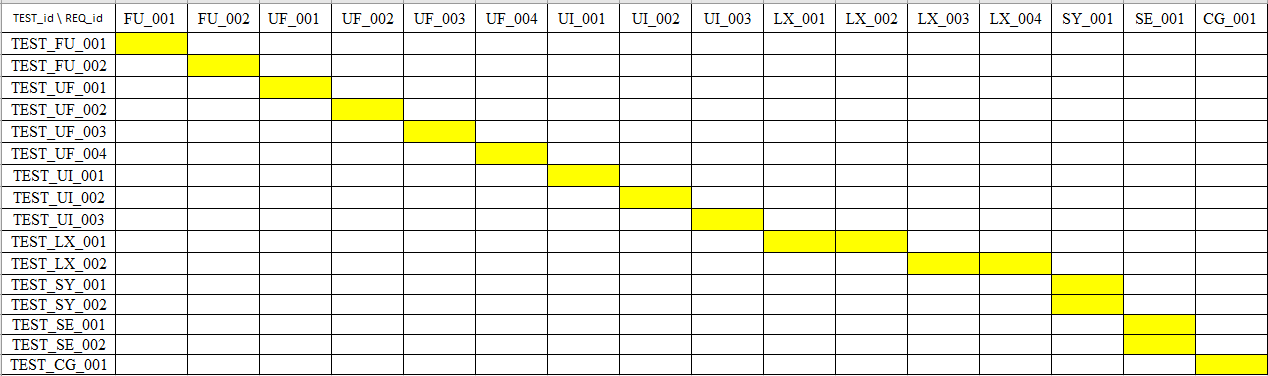 TEST_id \ REQ_id FU_001 FU_002 UF_001 UF_002 UF_003 UF_004 UI_001 UI_002 UI_003 LX_001 LX_002 LX_003 LX_004 SY_001 SE_001 CG_001
TEST_FU_001
TEST_FU_002
TEST_UF_001
TEST_UF_002
TEST_UF_003
TEST_UF_004
TEST_UI_001
TEST_UI_002
TEST_UI_003
TEST_LX_001
TEST_LX_002
TEST_SY_001
TEST_SY_002
TEST_SE_001
TEST_SE_002
TEST_CG_001